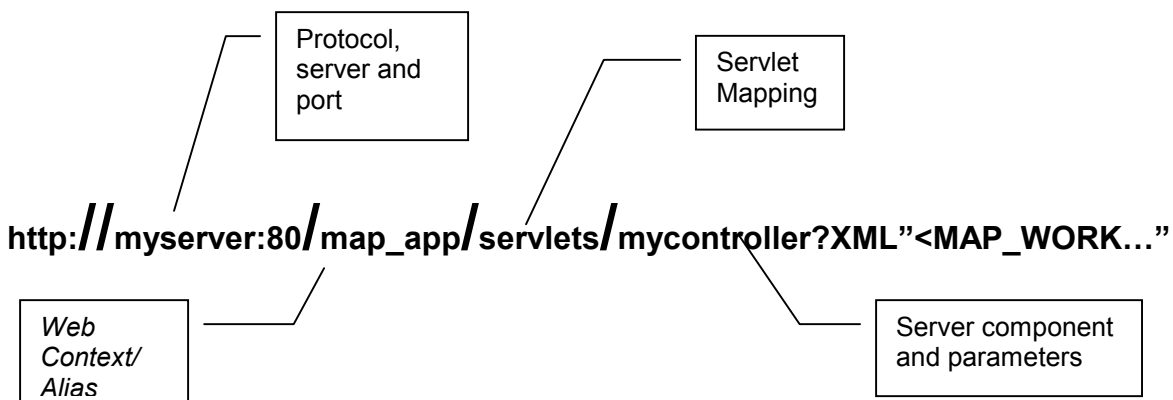 Protocol,
server and
port
Servlet
Mapping
http://myserver:80/map_app/servlets/mycontroller?XML”<MAP_WORK…”
Web
Context/
Alias
Server component
and parameters